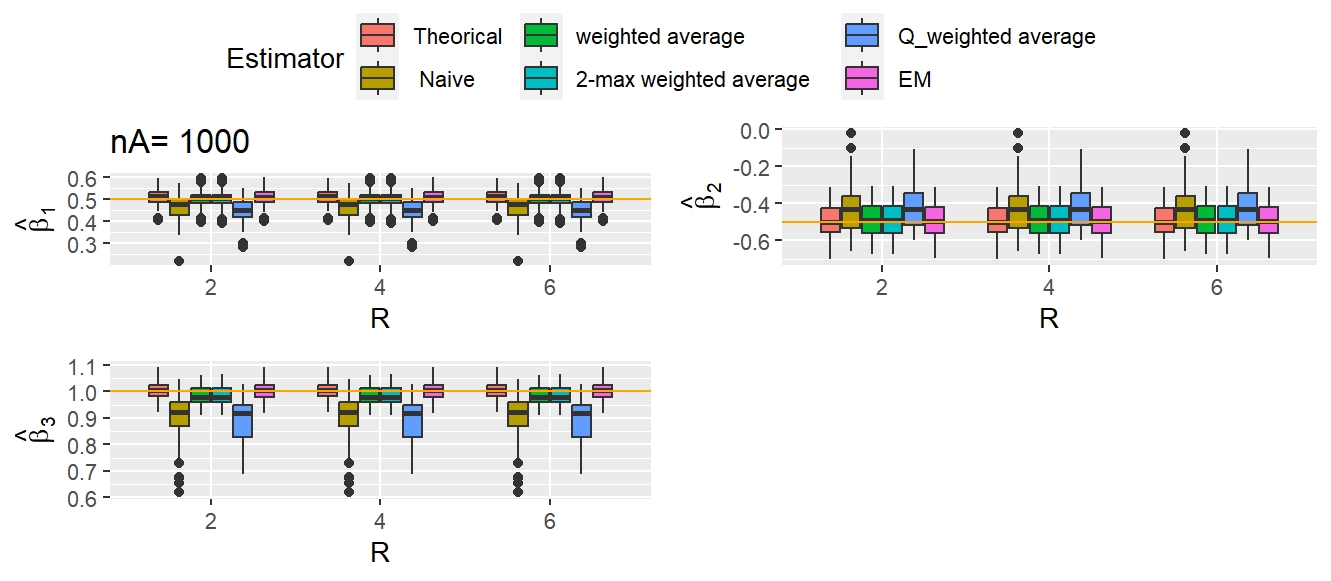 Estimator
Theorical
Naive
weighted average
2-max weighted average
Q_weighted average
EM
nA= 1000
β̂1
0.6
0.5
0.4
0.3
2 4 6
R
β̂2
0.0
-0.2
-0.4
-0.6
2 4 6
R
β̂3
1.1
1.0
0.9
0.8
0.7
0.6
2 4 6
R